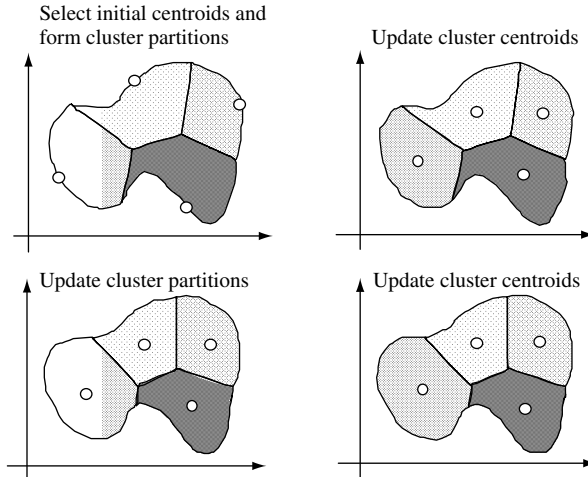 Select initial centroids and
form cluster partitions
Update cluster centroids
Update cluster partitions
Update cluster centroids